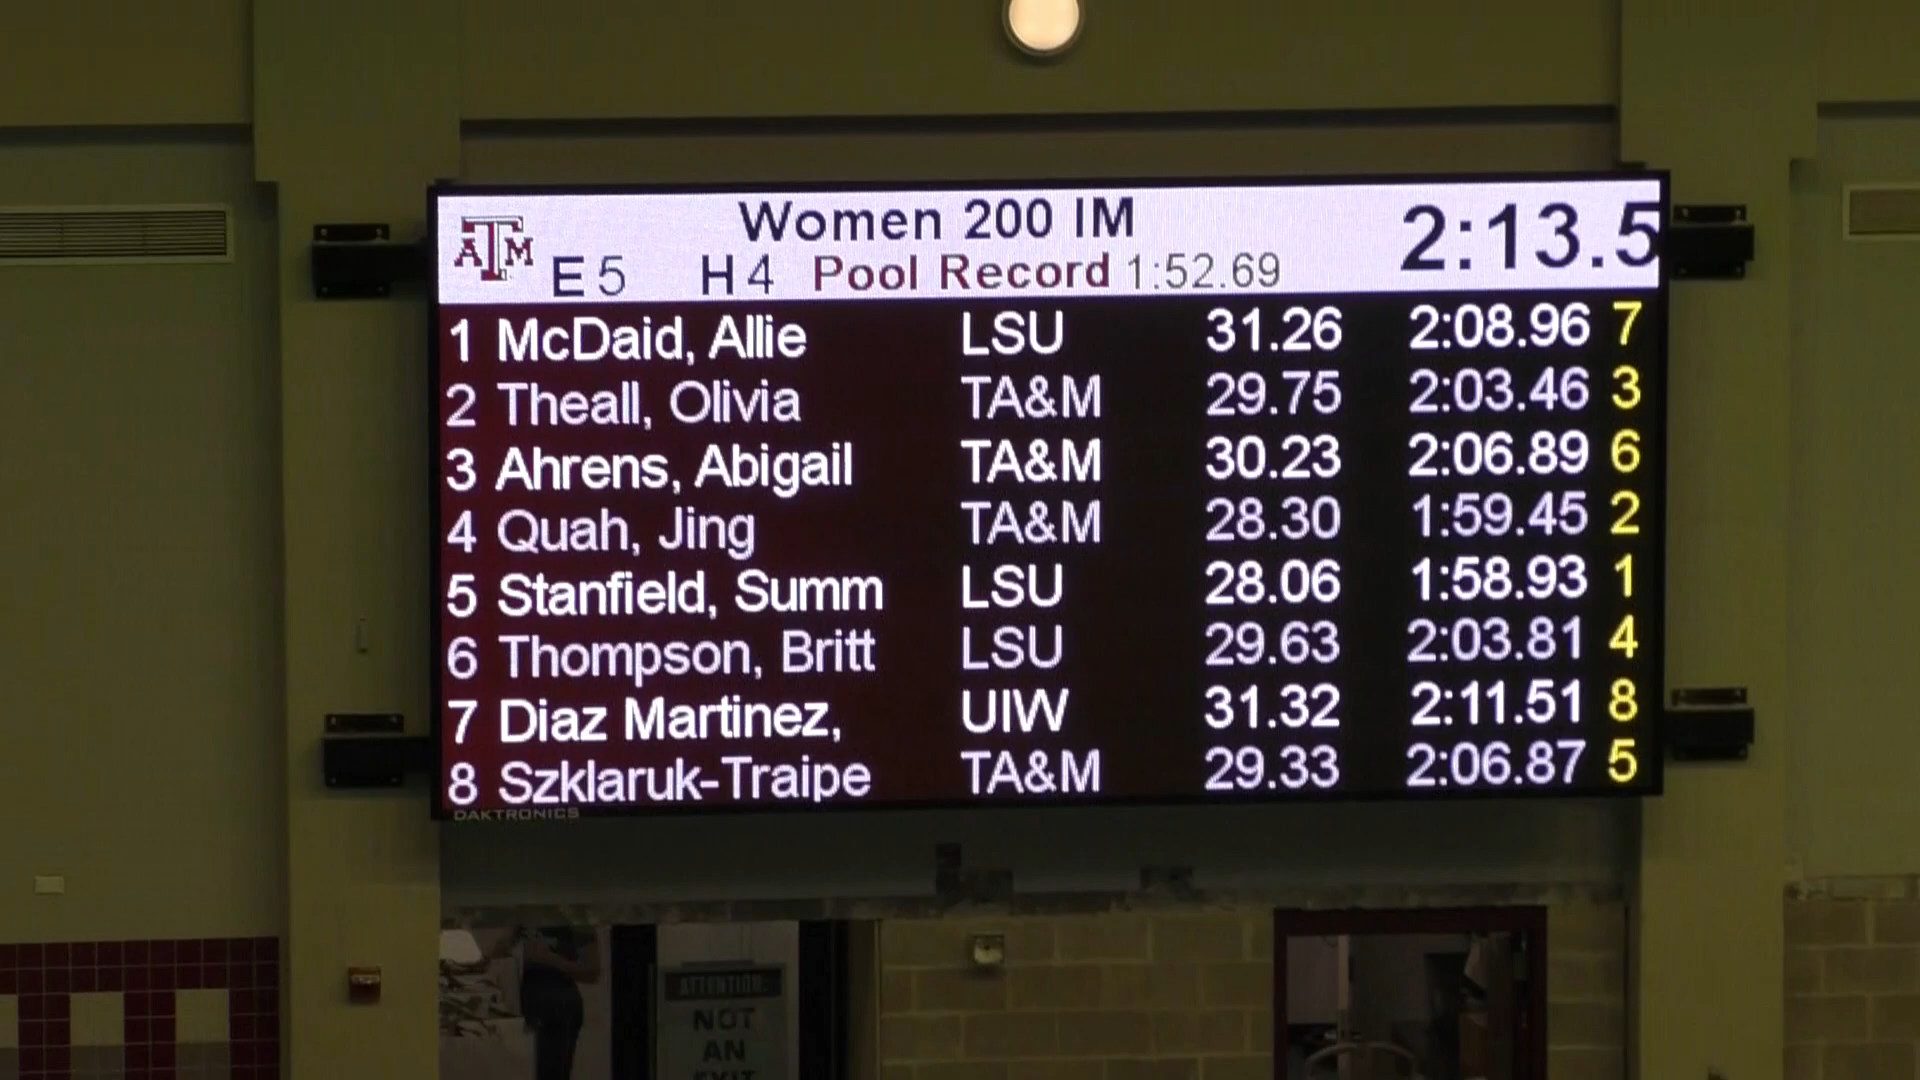 Women 200 IM 2:13.5
ATM E 5 H 4 Pool Record 1:52.69
1 McDaid, Allie LSU 31.26 2:08.96 7
2 Theall, Olivia TA&M 29.75 2:03.46 3
3 Ahrens, Abigail TA&M 30.23 2:06.89 6
4 Quah, Jing TA&M 28.30 1:59.45 2
5 Stanfield, Summ LSU 28.06 1:58.93 1
6 Thompson, Britt LSU 29.63 2:03.81 4
7 Diaz Martinez, UIW 31.32 2:11.51 8
8 Szklaruk-Traipe TA&M 29.33 2:06.87 5
DAKTRONICS
ATTENTION:
NOT
AN
EXIT